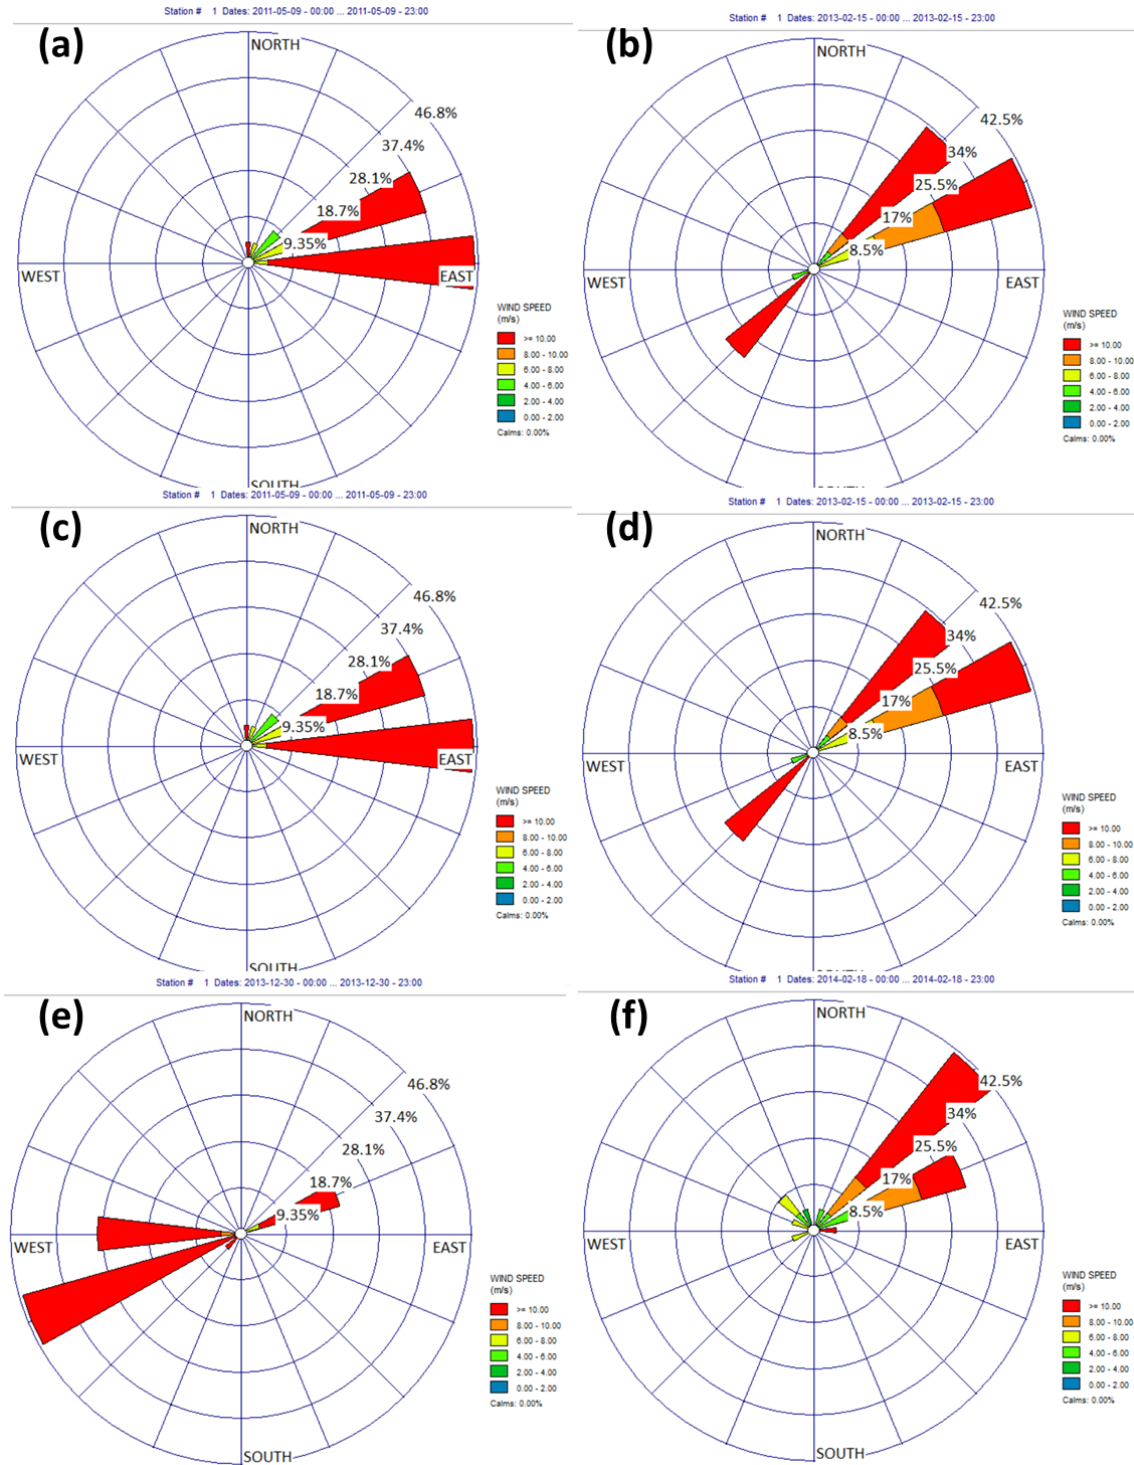 Station # 1 Dates: 2011-05-09 - 00:00 ... 2011-05-09 - 23:00
(a)
NORTH
46.8%
37.4%
28.1%
18.7%
9.35%
WEST
EAST
SOUTH
WIND SPEED
(m/s)
>= 10.00
8.00 - 10.00
6.00 - 8.00
4.00 - 6.00
2.00 - 4.00
0.00 - 2.00
Calms: 0.00%
Station # 1 Dates: 2013-02-15 - 00:00 ... 2013-02-15 - 23:00
(b)
NORTH
42.5%
34%
25.5%
17%
8.5%
WEST
EAST
WIND SPEED
(m/s)
>= 10.00
8.00 - 10.00
6.00 - 8.00
4.00 - 6.00
2.00 - 4.00
0.00 - 2.00
Calms: 0.00%
Station # 1 Dates: 2011-05-09 - 00:00 ... 2011-05-09 - 23:00
(c)
NORTH
46.8%
37.4%
28.1%
18.7%
9.35%
WEST
EAST
SOUTH
WIND SPEED
(m/s)
>= 10.00
8.00 - 10.00
6.00 - 8.00
4.00 - 6.00
2.00 - 4.00
0.00 - 2.00
Calms: 0.00%
Station # 1 Dates: 2013-02-15 - 00:00 ... 2013-02-15 - 23:00
(d)
NORTH
42.5%
34%
25.5%
17%
8.5%
WEST
EAST
WIND SPEED
(m/s)
>= 10.00
8.00 - 10.00
6.00 - 8.00
4.00 - 6.00
2.00 - 4.00
0.00 - 2.00
Calms: 0.00%
Station # 1 Dates: 2013-12-30 - 00:00 ... 2013-12-30 - 23:00
(e)
NORTH
46.8%
37.4%
28.1%
18.7%
9.35%
WEST
EAST
SOUTH
WIND SPEED
(m/s)
>= 10.00
8.00 - 10.00
6.00 - 8.00
4.00 - 6.00
2.00 - 4.00
0.00 - 2.00
Calms: 0.00%
Station # 1 Dates: 2014-02-18 - 00:00 ... 2014-02-18 - 23:00
(f)
NORTH
42.5%
34%
25.5%
17%
8.5%
WEST
EAST
SOUTH
WIND SPEED
(m/s)
>= 10.00
8.00 - 10.00
6.00 - 8.00
4.00 - 6.00
2.00 - 4.00
0.00 - 2.00
Calms: 0.00%